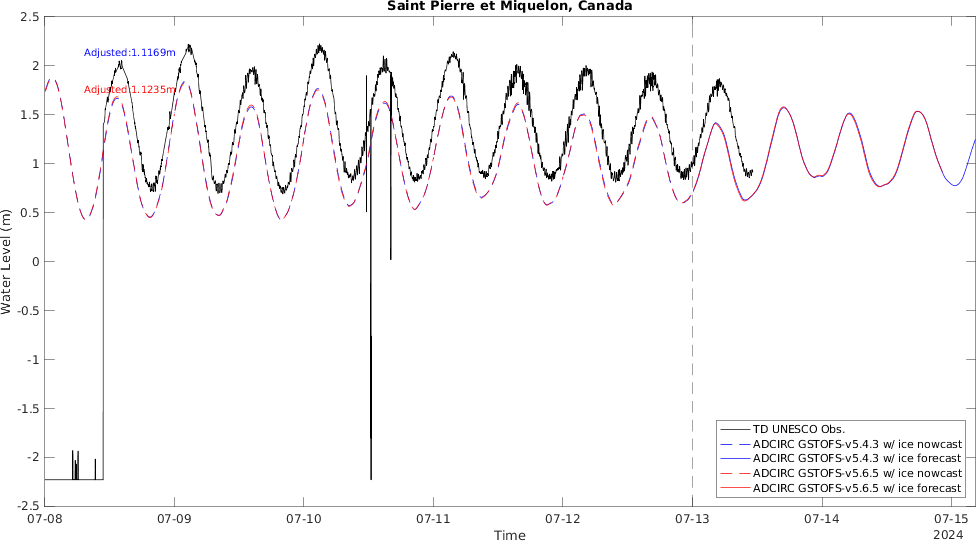 Saint Pierre et Miquelon, Canada
2.5
2
1.5
1
0.5
0
-0.5
-1
-1.5
-2
-2.5
Water Level (m)
Adjusted:1.1169m
Adjusted:1.1235m
TD UNESCO Obs.
ADCIRC GSTOFS-v5.4.3 w/ ice nowcast
ADCIRC GSTOFS-v5.4.3 w/ ice forecast
ADCIRC GSTOFS-v5.6.5 w/ ice nowcast
ADCIRC GSTOFS-v5.6.5 w/ ice forecast
07-08 07-09 07-10 07-11 07-12 07-13 07-14 07-15
Time
2024